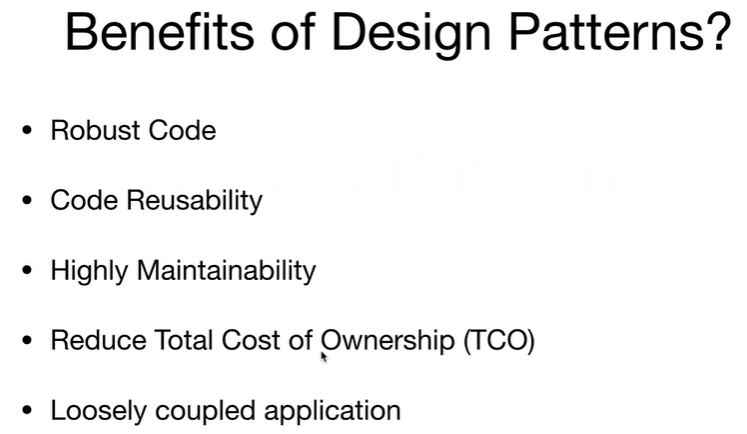 Benefits of Design Patterns?
• Robust Code
• Code Reusability
• Highly Maintainability
• Reduce Total Cost of Ownership (TCO)
• Loosely coupled application